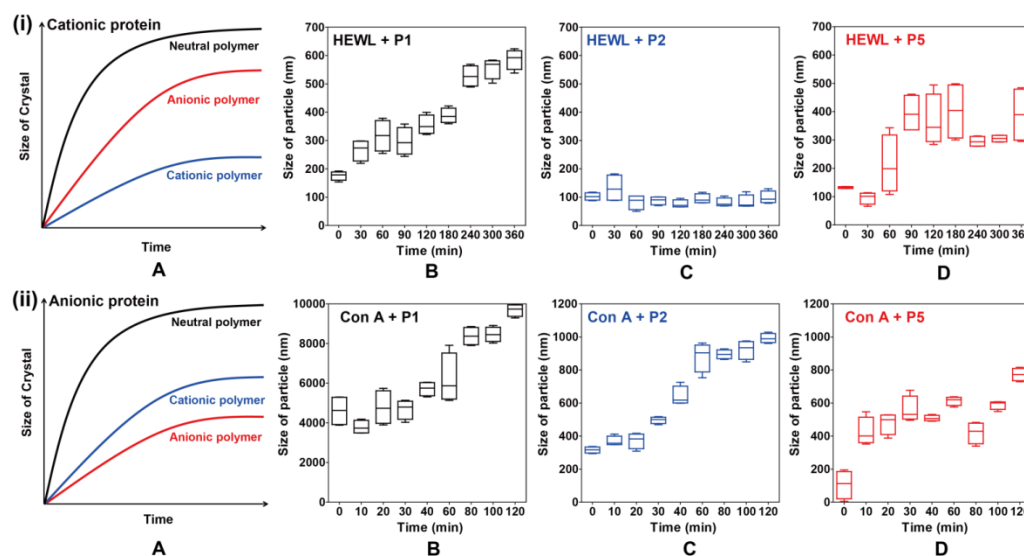 (i) Cationic protein
Neutral polymer
Anionic polymer
Cationic polymer
Size of Crystal
Time
A
HEWL + P1
Size of particle (nm)
700
600
500
400
300
200
100
0
0 30 60 90 120 180 240 300 360
Time (min)
B
HEWL + P2
Size of particle (nm)
700
600
500
400
300
200
100
0
0 30 60 90 120 180 240 300 360
Time (min)
C
HEWL + P5
Size of particle (nm)
700
600
500
400
300
200
100
0
0 30 60 90 120 180 240 300 360
Time (min)
D
(ii) Anionic protein
Neutral polymer
Cationic polymer
Anionic polymer
Size of Crystal
Time
A
Con A + P1
Size of particle (nm)
10000
8000
6000
4000
2000
0
0 10 20 30 40 60 80 100 120
Time (min)
B
Con A + P2
Size of particle (nm)
1200
1000
800
600
400
200
0
0 10 20 30 40 60 80 100 120
Time (min)
C
Con A + P5
Size of particle (nm)
1200
1000
800
600
400
200
0
0 10 20 30 40 60 80 100 120
Time (min)
D